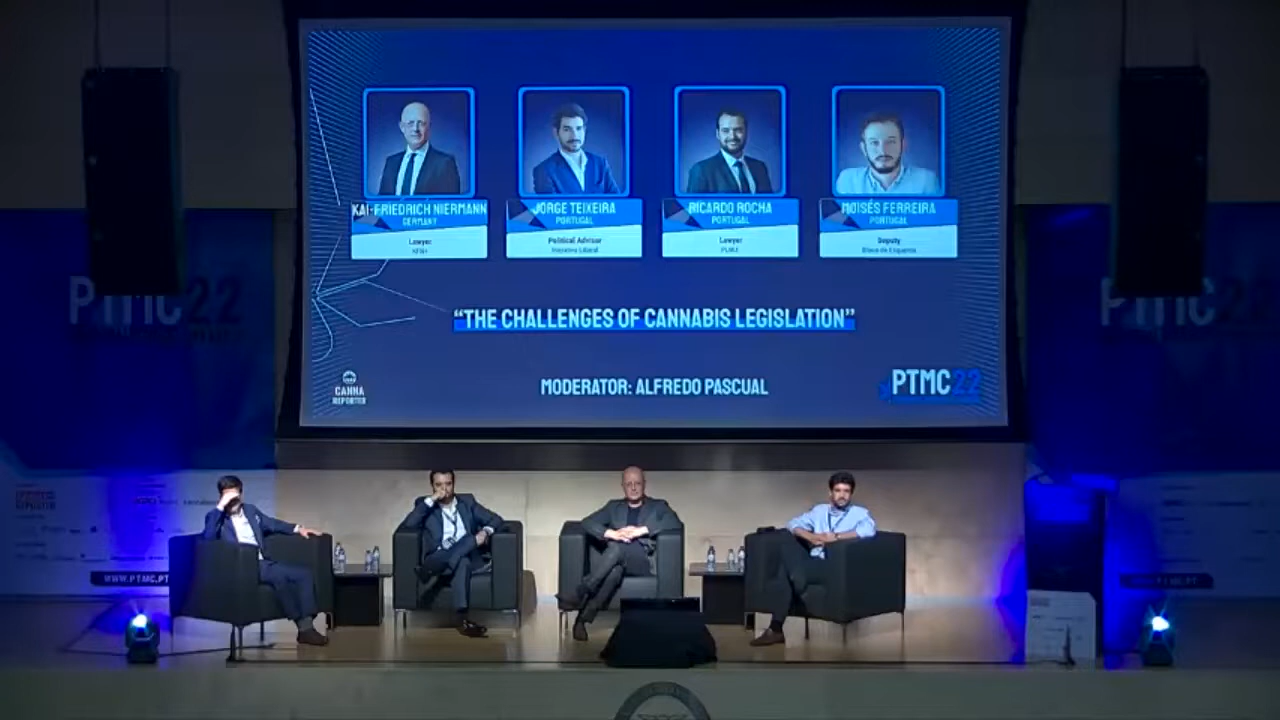 KAI-FRIEDRICH NIERMANN
GERMANY
Lawyer
JORGE TEIXEIRA
PORTUGAL
Political Advisor
Iniciativa Liberal
RICARDO ROCHA
PORTUGAL
Lawyer
PLMJ
MOISÉS FERREIRA
PORTUGAL
Deputy
Bloco de Esquerda
“THE CHALLENGES OF CANNABIS LEGISLATION”
CANNA
REPORTER
MODERATOR: ALFREDO PASCUAL
PTMC22
PTMC22
PTMC22
WWW.PTMC.PT